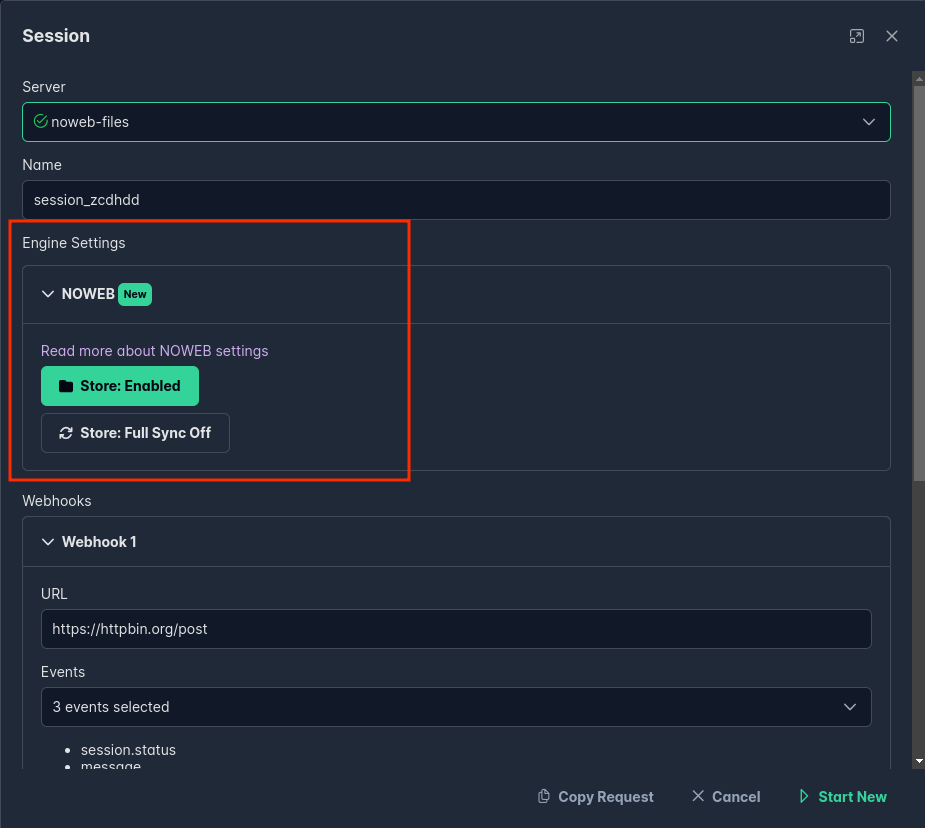 Session
Server
noweb-files
Name
session_zcdhdd
Engine Settings
NOWEB New
Read more about NOWEB settings
Store: Enabled
Store: Full Sync Off
Webhooks
Webhook 1
URL
https://httpbin.org/post
Events
3 events selected
• session.status
• message
Copy Request Cancel Start New